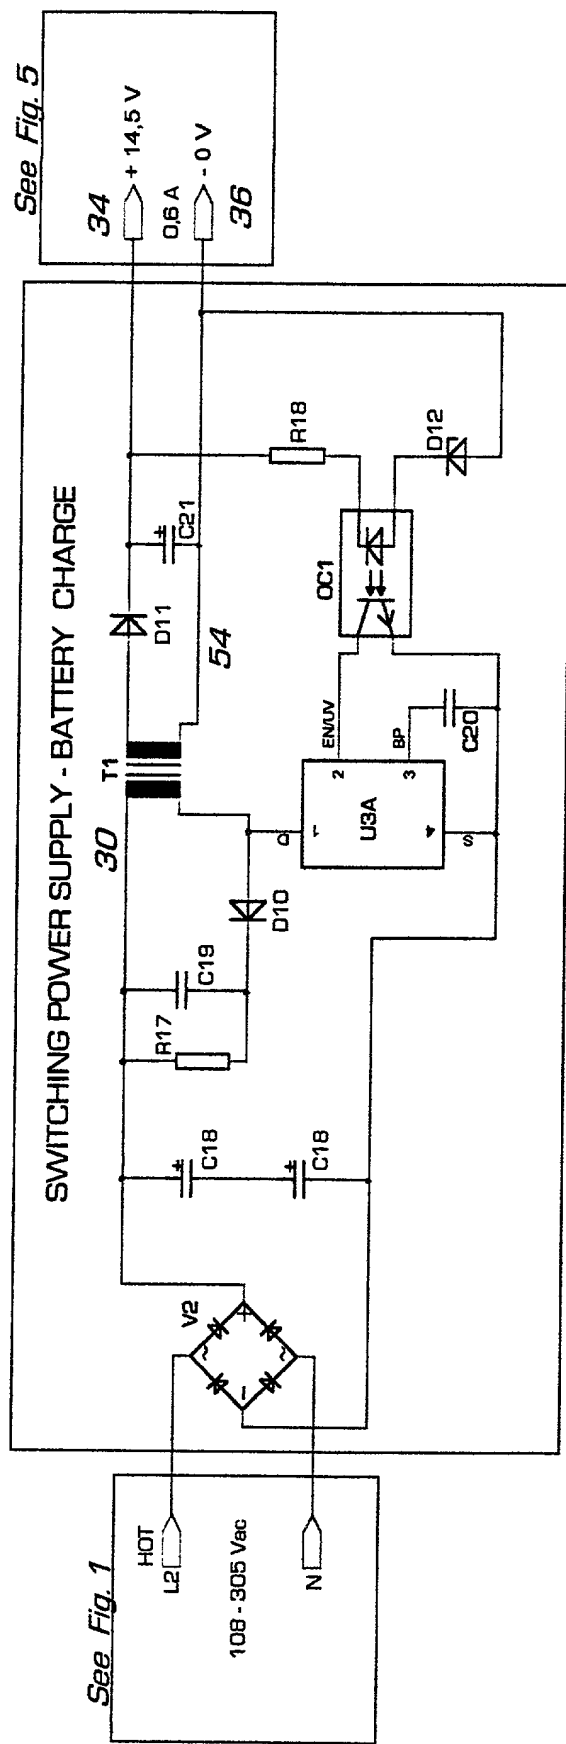 See Fig. 1
HOT
L2
108 - 305 Vac
N
SWITCHING POWER SUPPLY - BATTERY CHARGE
V2
~
~
+
-
+
C18
+
C18
R17
C19
D10
30
T1
D
1
U3A
4
S
2
EN/UV
3
BP
C20
54
D11
+
C21
OC1
R18
D12
See Fig. 5
34
+ 14,5 V
0,6 A
- 0 V
36